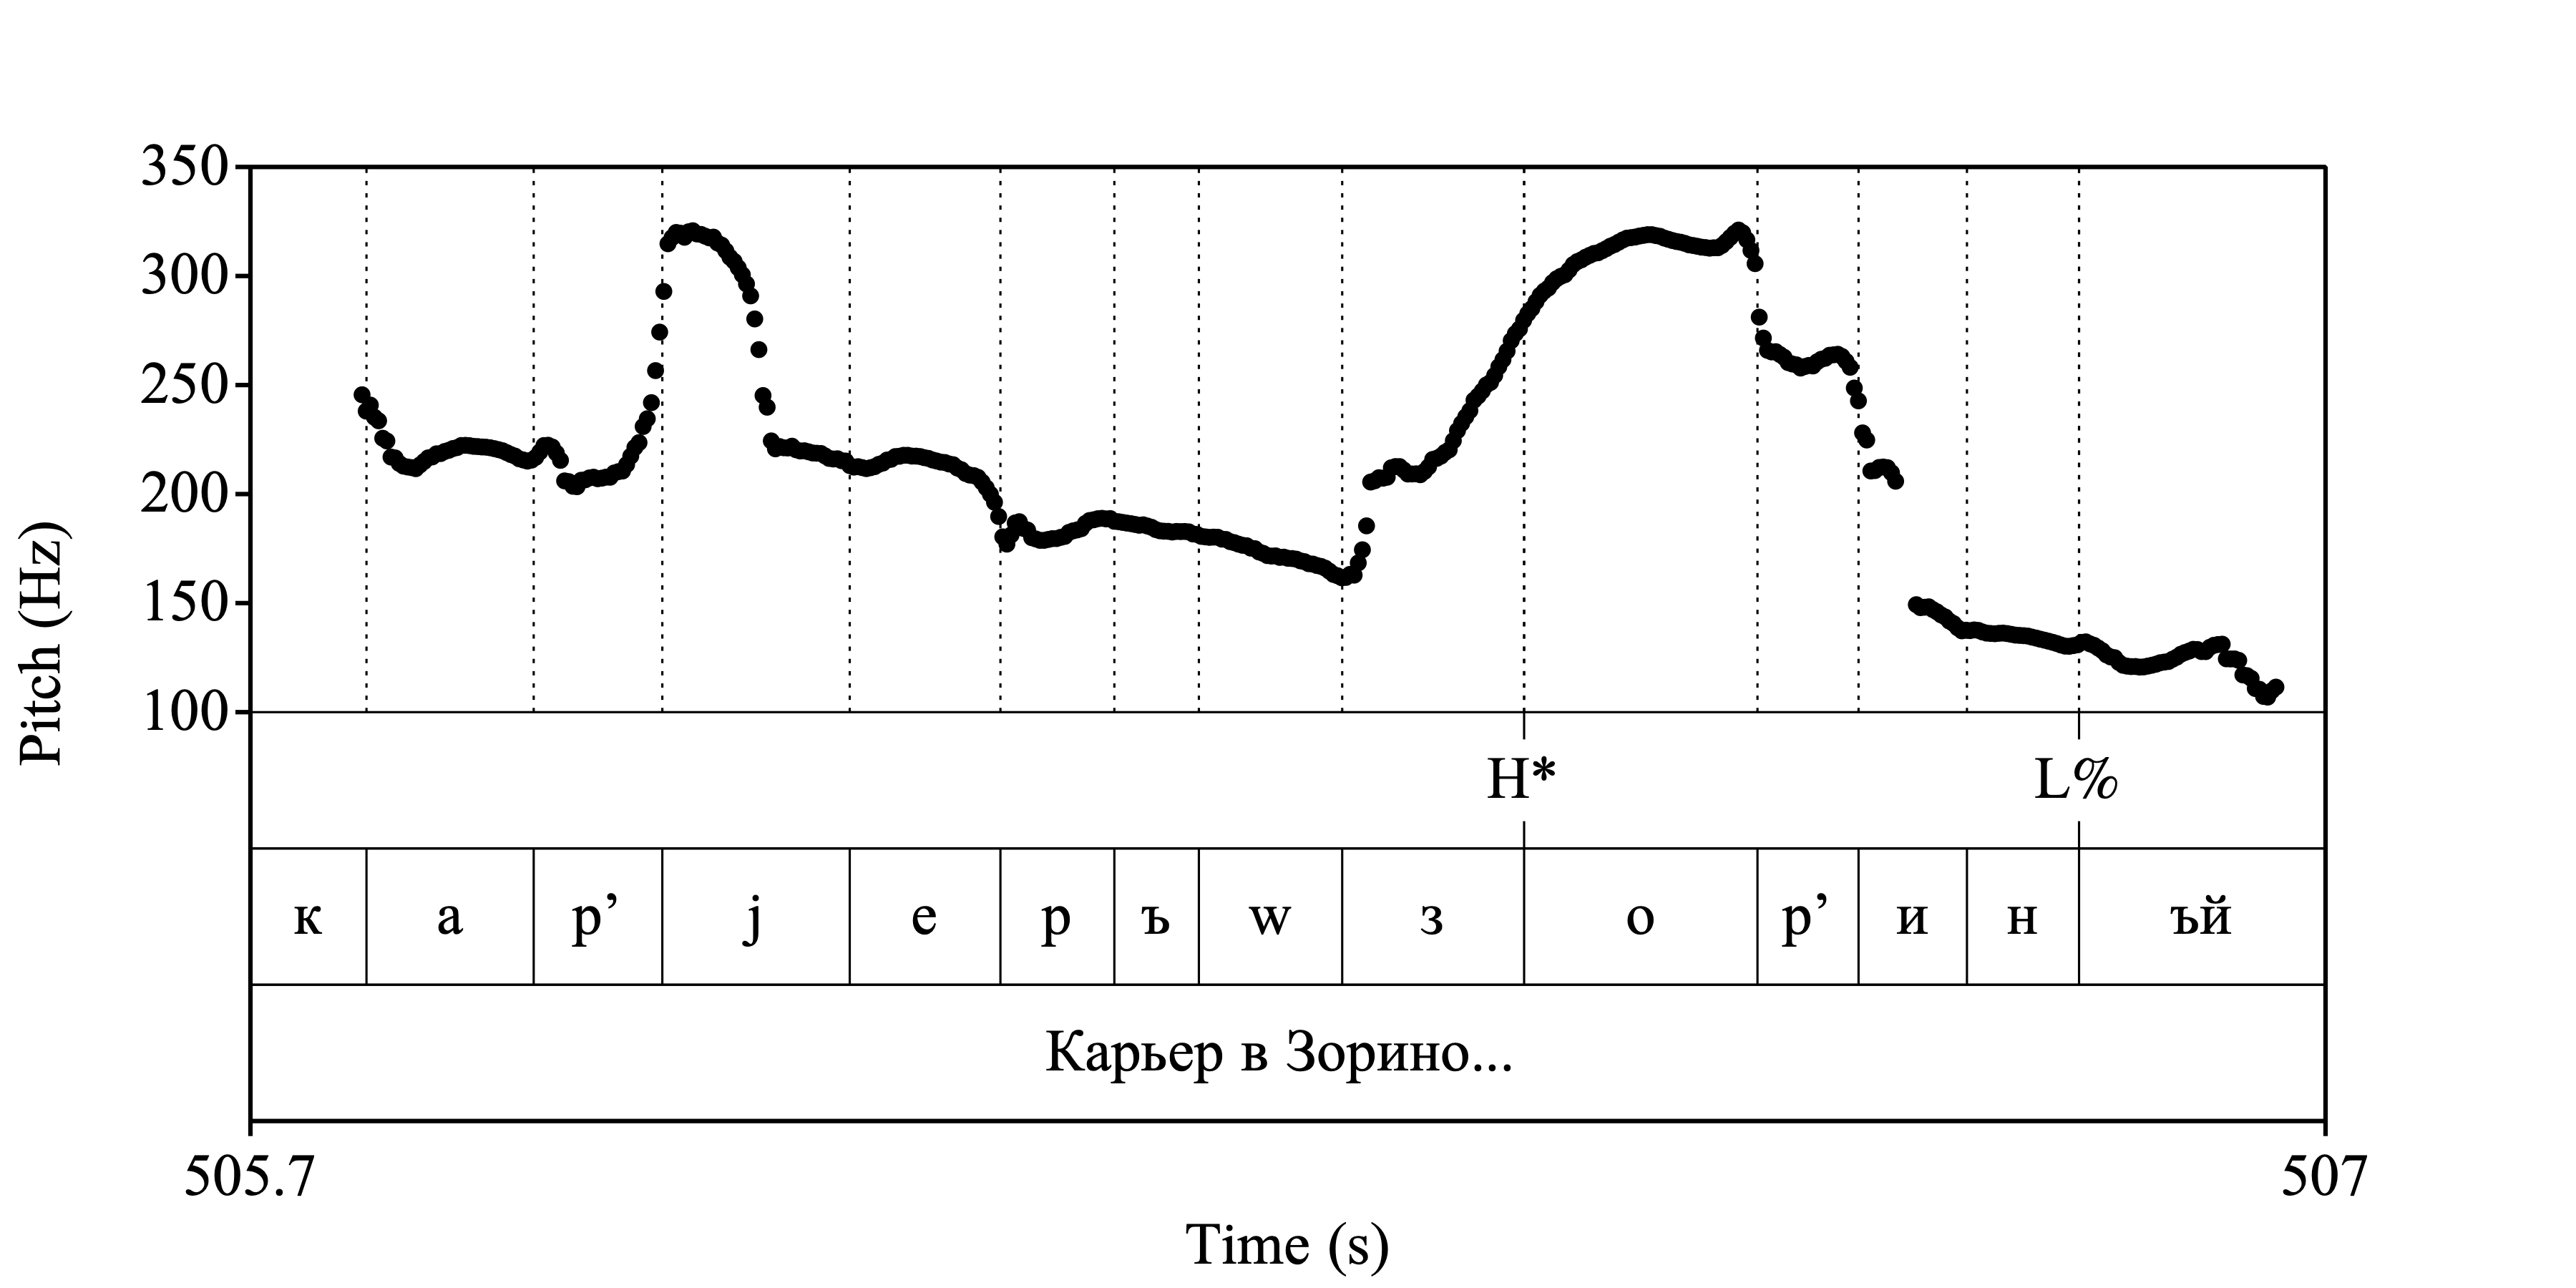 350
300
250
200
150
100
Pitch (Hz)
H* L%
к а р’ j е р ъ w з о р’ и н ъй
Карьер в Зорино...
505.7 507
Time (s)